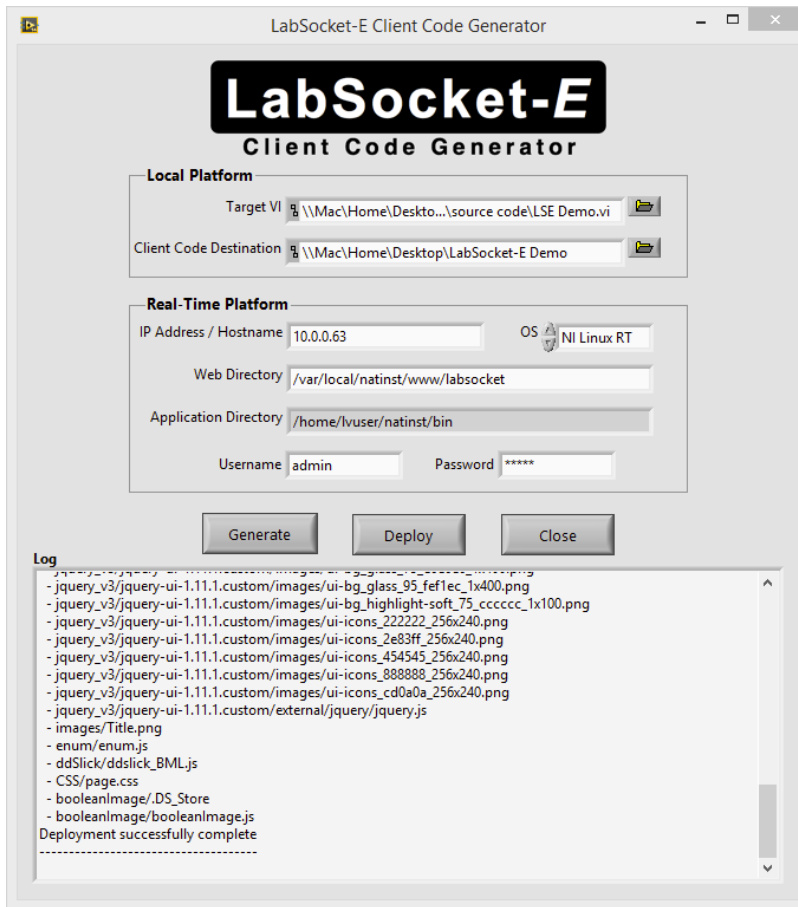 LabSocket-E Client Code Generator
LabSocket-E
Client Code Generator
Local Platform
Target VI \\Mac\Home\Deskto...\source code\LSE Demo.vi
Client Code Destination \\Mac\Home\Desktop\LabSocket-E Demo
Real-Time Platform
IP Address / Hostname 10.0.0.63 OS NI Linux RT
Web Directory /var/local/natinst/www/labsocket
Application Directory /home/lvuser/natinst/bin
Username admin Password *****
Generate Deploy Close
Log
- jquery_v3/jquery-ui-1.11.1.custom/images/ui-bg_glass_95_fef1ec_1x400.png
- jquery_v3/jquery-ui-1.11.1.custom/images/ui-bg_highlight-soft_75_cccccc_1x100.png
- jquery_v3/jquery-ui-1.11.1.custom/images/ui-icons_222222_256x240.png
- jquery_v3/jquery-ui-1.11.1.custom/images/ui-icons_2e83ff_256x240.png
- jquery_v3/jquery-ui-1.11.1.custom/images/ui-icons_454545_256x240.png
- jquery_v3/jquery-ui-1.11.1.custom/images/ui-icons_888888_256x240.png
- jquery_v3/jquery-ui-1.11.1.custom/images/ui-icons_cd0a0a_256x240.png
- jquery_v3/jquery-ui-1.11.1.custom/external/jquery/jquery.js
- images/Title.png
- enum/enum.js
- ddSlick/ddslick_BML.js
- CSS/page.css
- booleanImage/.DS_Store
- booleanImage/booleanImage.js
Deployment successfully complete
------------------------------------